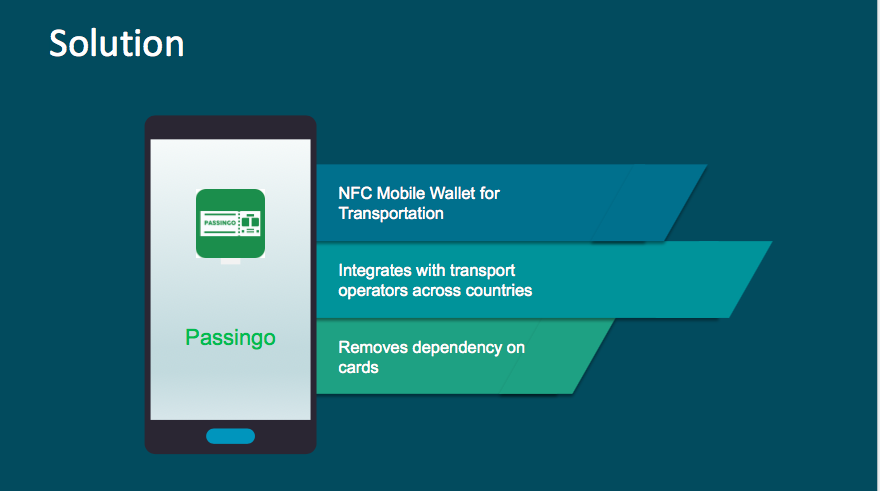 Solution
PASSINGO
Passingo
NFC Mobile Wallet for
Transportation
Integrates with transport
operators across countries
Removes dependency on
cards